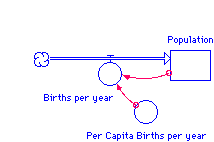 Population
Births per year
Per Capita Births per year